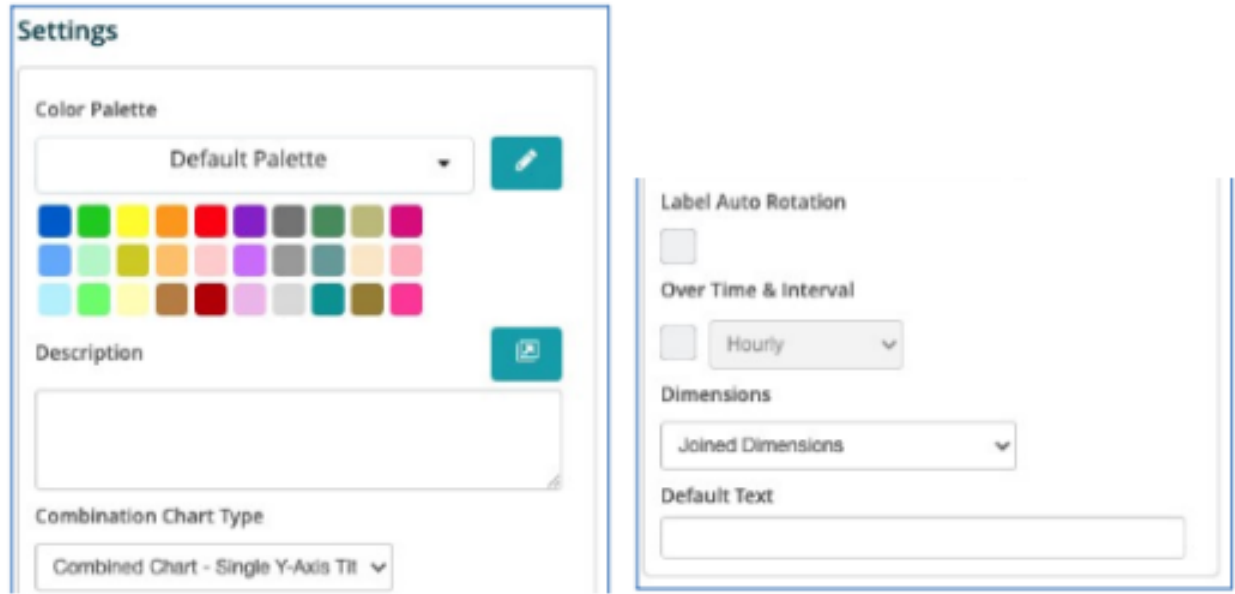 Settings
Color Palette
Default Palette
Description
Combination Chart Type
Combined Chart - Single Y-Axis Tit
Label Auto Rotation
Over Time & Interval
Hourly
Dimensions
Joined Dimensions
Default Text